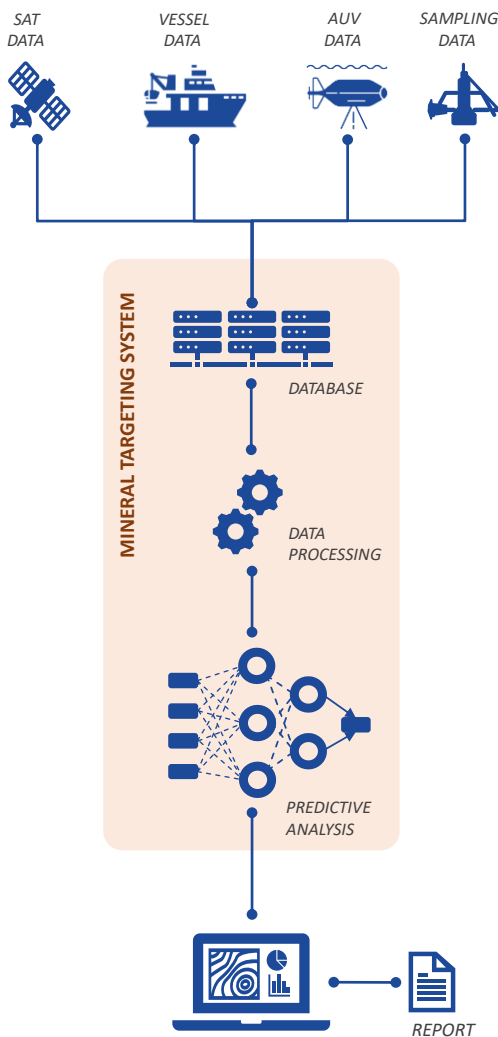 SAT
DATA
VESSEL
DATA
AUV
DATA
SAMPLING
DATA
MINERAL TARGETING SYSTEM
DATABASE
DATA
PROCESSING
PREDICTIVE
ANALYSIS
REPORT